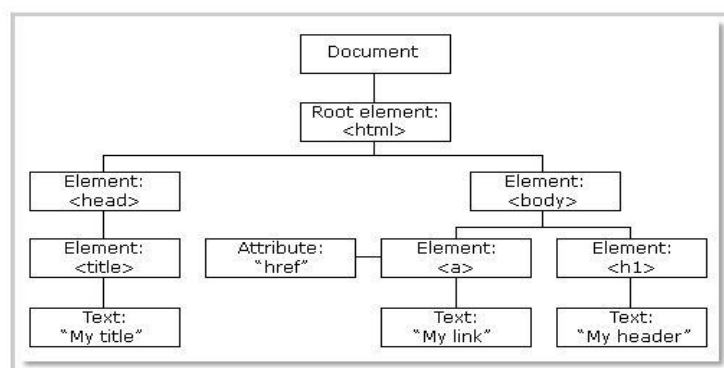 Document
Root element:
<html>
Element:
<head>
Element:
<body>
Element:
<title>
Attribute:
“href”
Element:
<a>
Element:
<h1>
Text:
“My title”
Text:
“My link”
Text:
“My header”